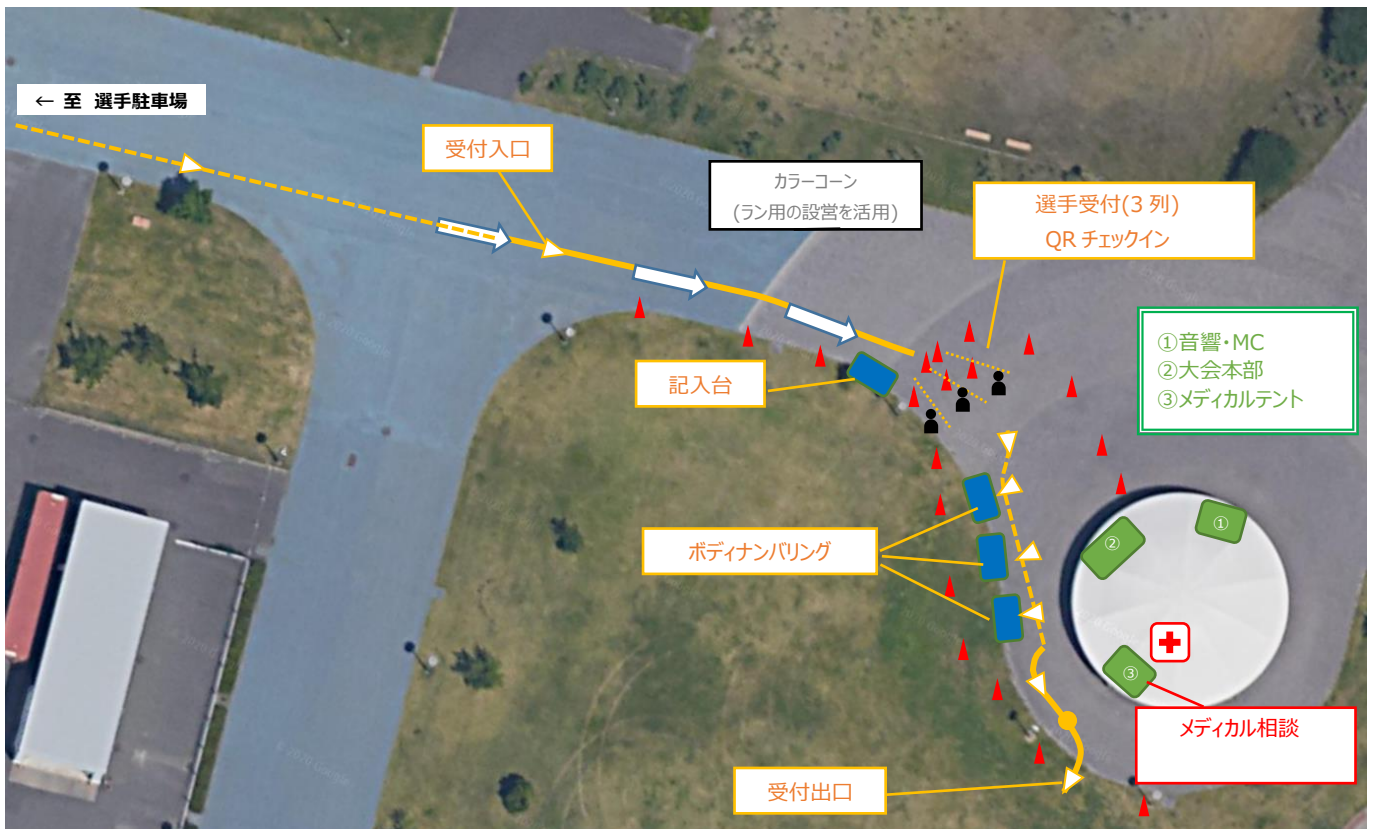 ← 至 選手駐車場
受付入口
カラーコーン
(ラン用の設営を活用)
選手受付(3列)
QRチェックイン
記入台
①音響・MC
②大会本部
③メディカルテント
ボディナンバリング
①
②
③
メディカル相談
受付出口